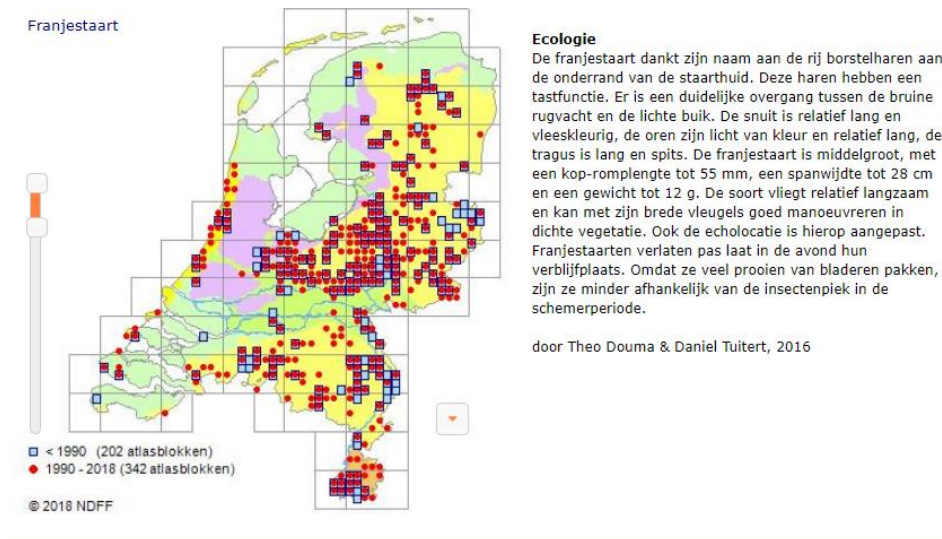 Franjestaart
Ecologie
De franjestaart dankt zijn naam aan de rij borstelharen aan
de onderrand van de staarthuid. Deze haren hebben een
tastfunctie. Er is een duidelijke overgang tussen de bruine
rugvacht en de lichte buik. De snuit is relatief lang en
vleeskleurig, de oren zijn licht van kleur en relatief lang, de
tragus is lang en spits. De franjestaart is middelgroot, met
een kop-romplengte tot 55 mm, een spanwijdte tot 28 cm
en een gewicht tot 12 g. De soort vliegt relatief langzaam
en kan met zijn brede vleugels goed manoeuvreren in
dichte vegetatie. Ook de echolocatie is hierop aangepast.
Franjestaarten verlaten pas laat in de avond hun
verblijfplaats. Omdat ze veel prooien van bladeren pakken,
zijn ze minder afhankelijk van de insectenpiek in de
schemerperiode.
door Theo Douma & Daniel Tuitert, 2016
< 1990 (202 atlasblokken)
1990 - 2018 (342 atlasblokken)
© 2018 NDFF